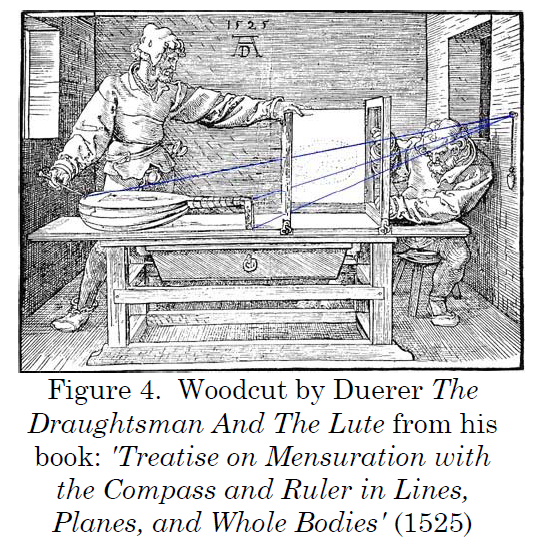 1525
AD
Figure 4. Woodcut by Duerer The
Draughtsman And The Lute from his
book: 'Treatise on Mensuration with
the Compass and Ruler in Lines,
Planes, and Whole Bodies' (1525)